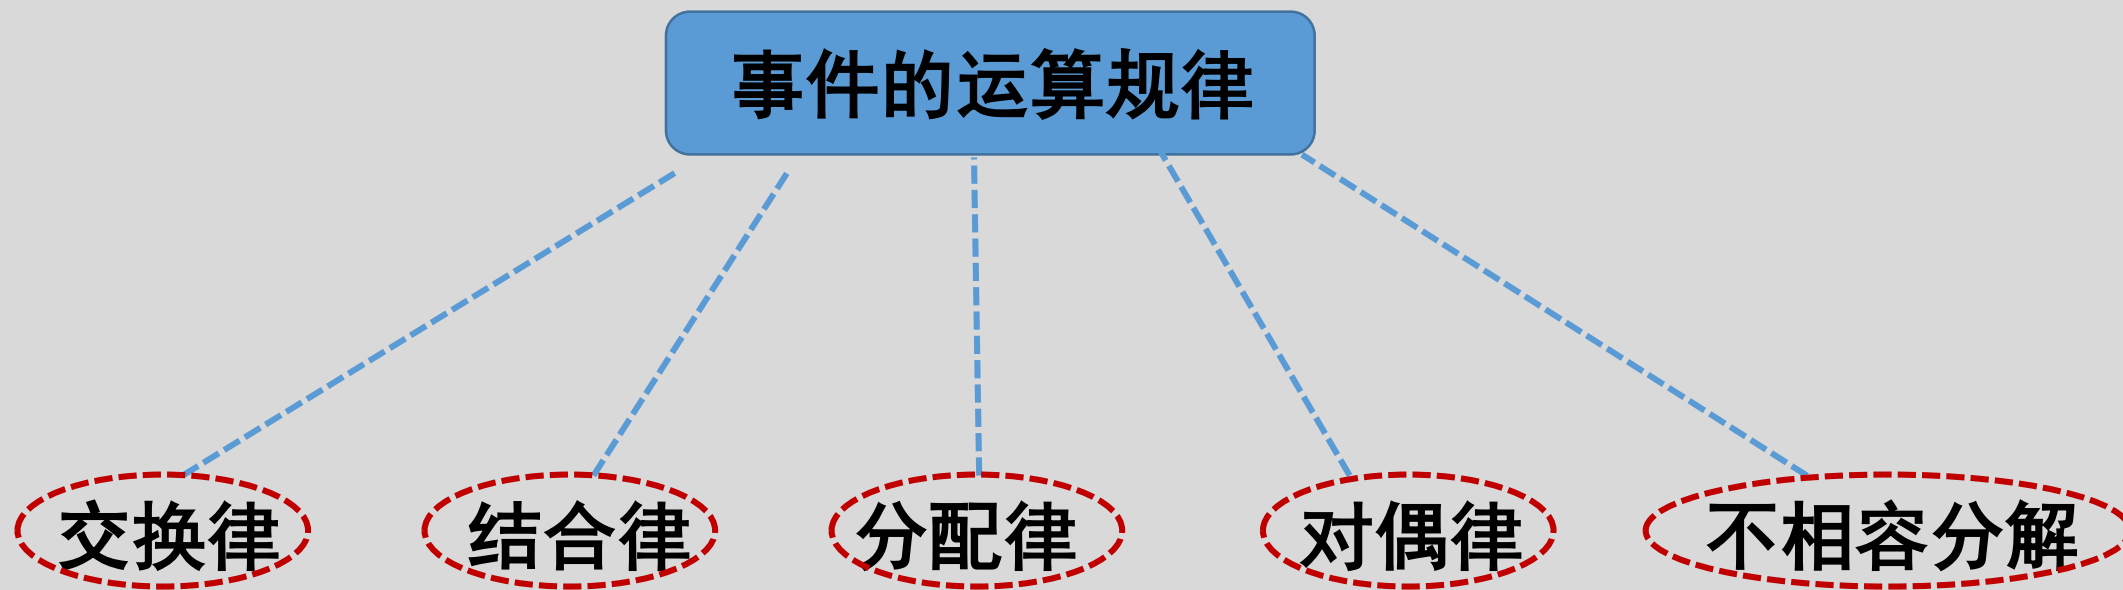 事件的运算规律
交换律
结合律
分配律
对偶律
不相容分解